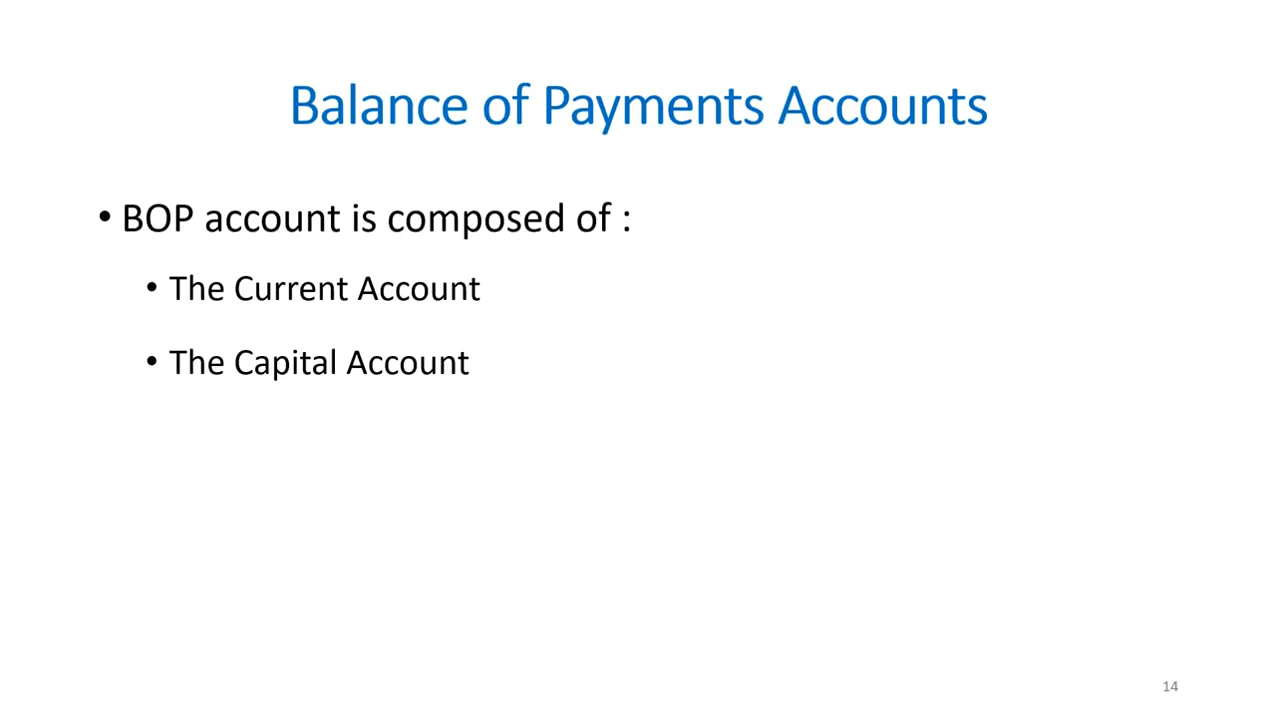 Balance of Payments Accounts
• BOP account is composed of :
• The Current Account
• The Capital Account
14